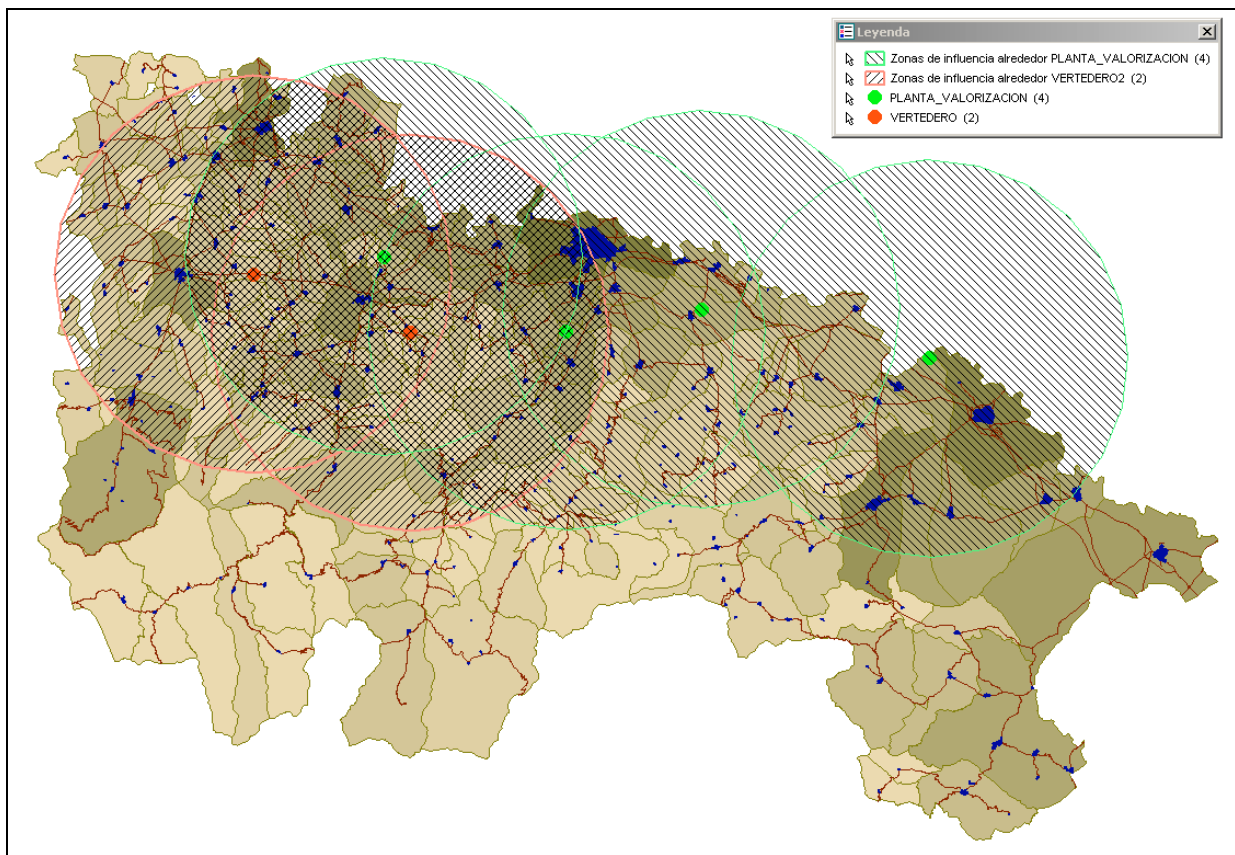 Leyenda
Zonas de influencia alrededor PLANTA_VALORIZACION (4)
Zonas de influencia alrededor VERTEDERO2 (2)
PLANTA_VALORIZACION (4)
VERTEDERO (2)